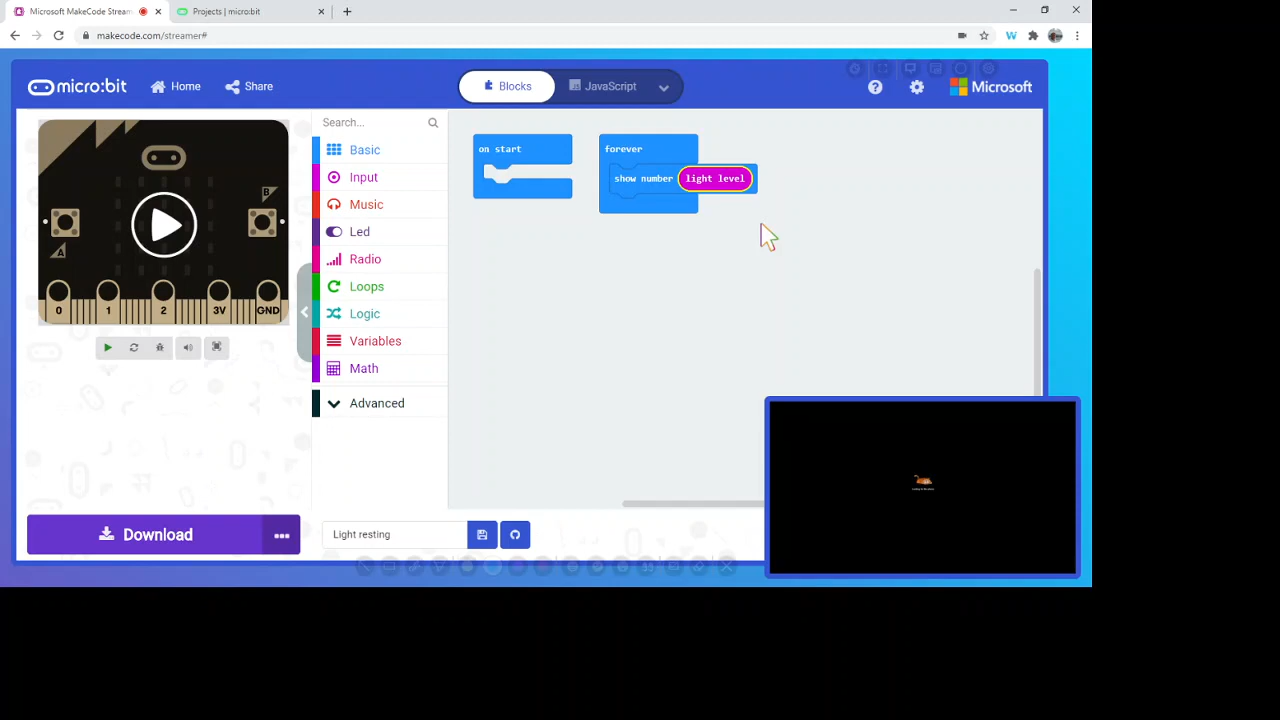 Microsoft MakeCode Stream
Projects | micro:bit
makecode.com/streamer#
micro:bit
Home
Share
Blocks
JavaScript
Microsoft
Search...
Basic
Input
Music
Led
Radio
Loops
Logic
Variables
Math
Advanced
on start
forever
show number
light level
A
B
0
1
2
3V
GND
Download
Light resting